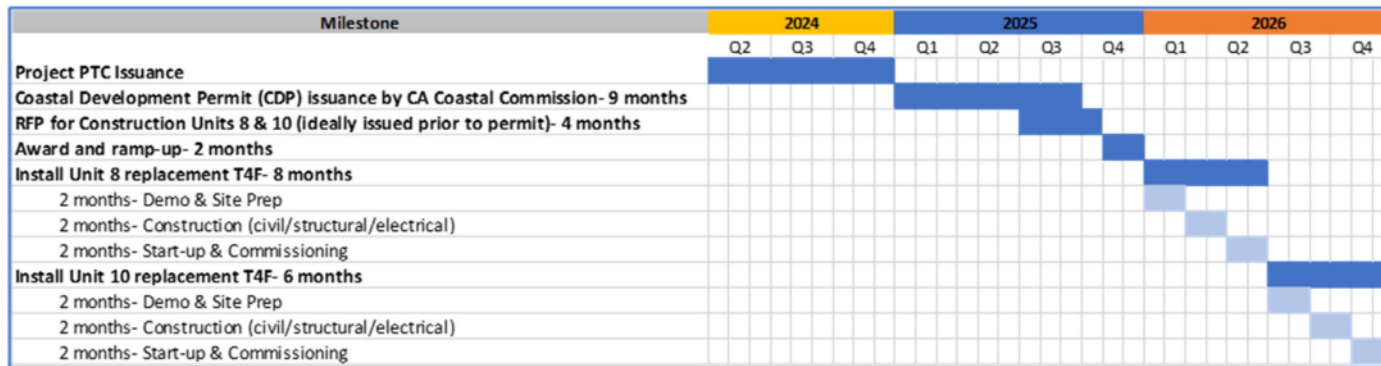 Milestone 2024 2025 2026
Q2 Q3 Q4 Q1 Q2 Q3 Q4 Q1 Q2 Q3 Q4
Project PTC Issuance
Coastal Development Permit (CDP) issuance by CA Coastal Commission- 9 months
RFP for Construction Units 8 & 10 (ideally issued prior to permit)- 4 months
Award and ramp-up- 2 months
Install Unit 8 replacement T4F- 8 months
2 months- Demo & Site Prep
2 months- Construction (civil/structural/electrical)
2 months- Start-up & Commissioning
Install Unit 10 replacement T4F- 6 months
2 months- Demo & Site Prep
2 months- Construction (civil/structural/electrical)
2 months- Start-up & Commissioning